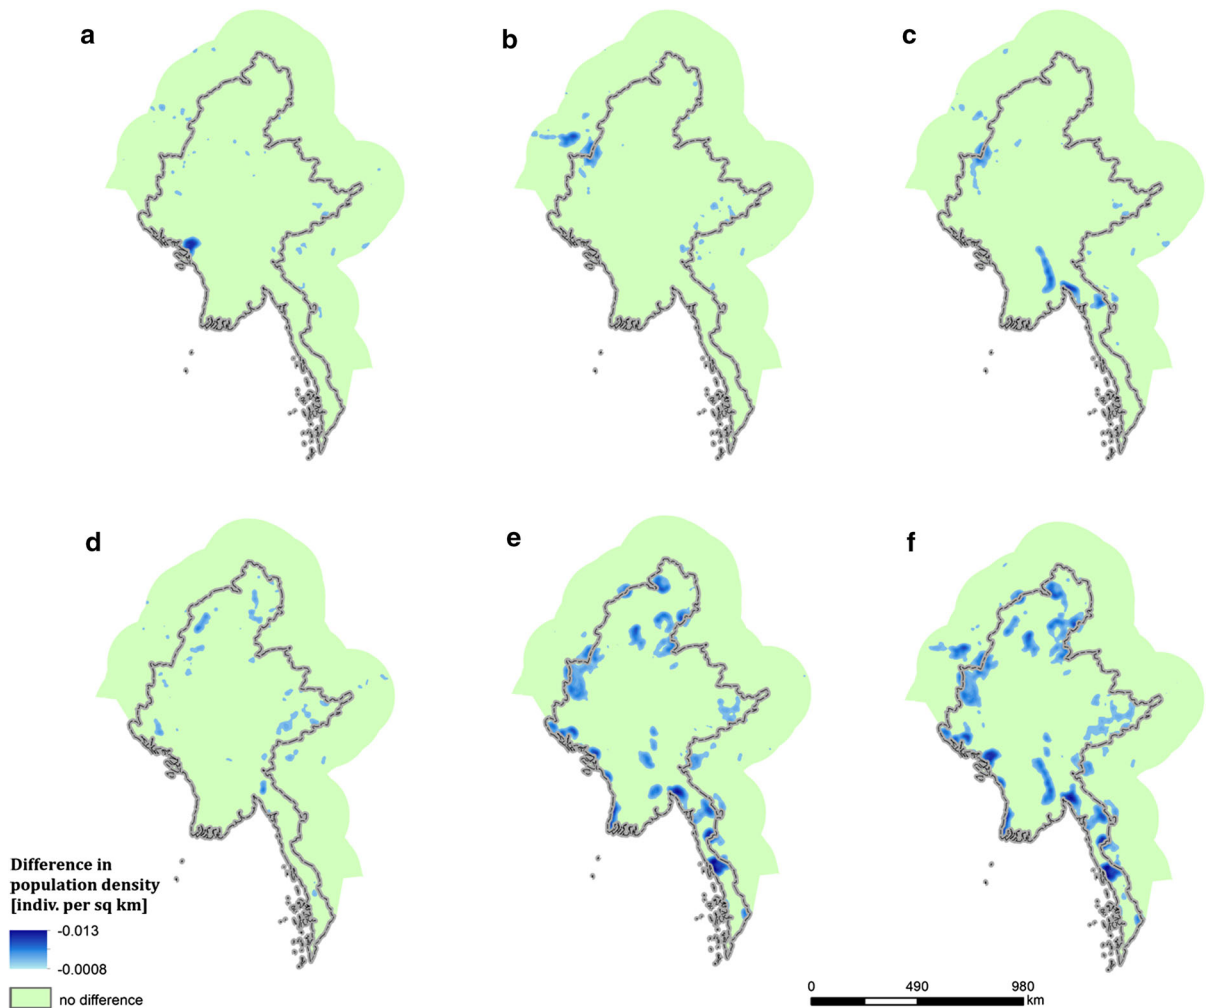 a
b
c
d
e
f
Difference in
population density
[indiv. per sq km]
-0.013
-0.0008
no difference
0 490 980
km